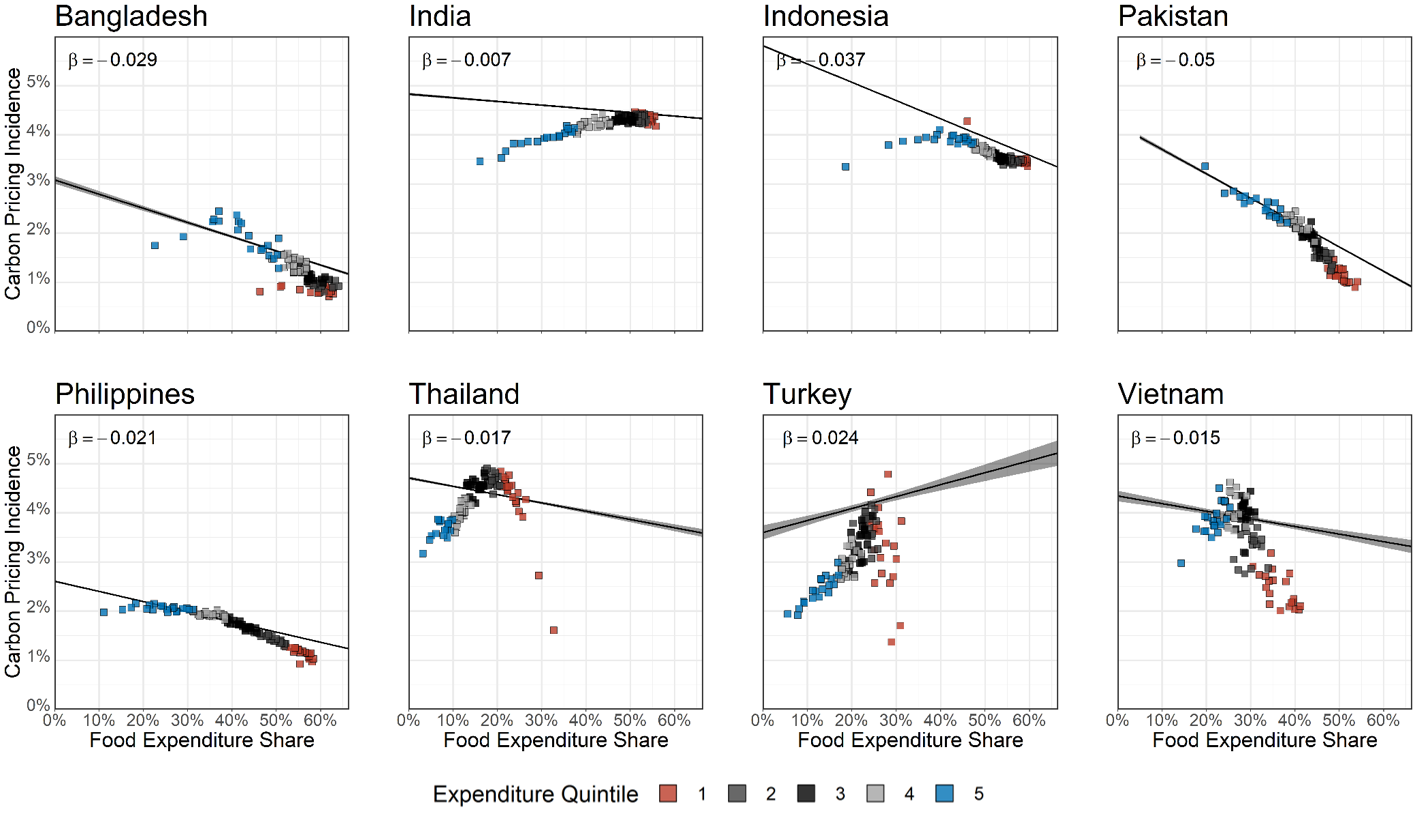 Bangladesh India Indonesia Pakistan
β = −0.029 β = −0.007 β = −0.037 β = −0.05
Carbon Pricing Incidence
5%
4%
3%
2%
1%
0%
Philippines Thailand Turkey Vietnam
β = −0.021 β = −0.017 β = 0.024 β = −0.015
Carbon Pricing Incidence
5%
4%
3%
2%
1%
0%
0% 10% 20% 30% 40% 50% 60% 0% 10% 20% 30% 40% 50% 60% 0% 10% 20% 30% 40% 50% 60% 0% 10% 20% 30% 40% 50% 60%
Food Expenditure Share Food Expenditure Share Food Expenditure Share Food Expenditure Share
Expenditure Quintile 1 2 3 4 5